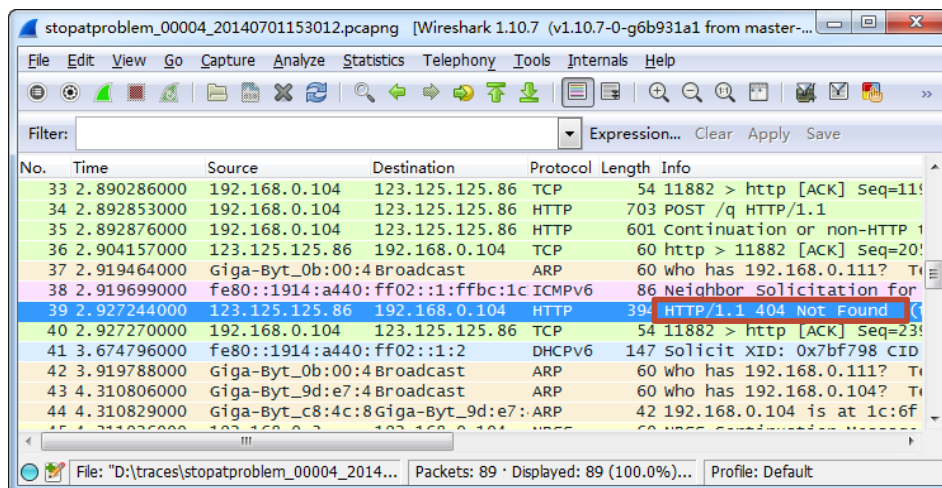 stopatproblem_00004_20140701153012.pcapng [Wireshark 1.10.7 (v1.10.7-0-g6b931a1 from master-...
File Edit View Go Capture Analyze Statistics Telephony Tools Internals Help
Filter: Expression... Clear Apply Save
No. Time Source Destination Protocol Length Info
33 2.890286000 192.168.0.104 123.125.125.86 TCP 54 11882 > http [ACK] Seq=119
34 2.892853000 192.168.0.104 123.125.125.86 HTTP 703 POST /q HTTP/1.1
35 2.892876000 192.168.0.104 123.125.125.86 HTTP 601 Continuation or non-HTTP t
36 2.904157000 123.125.125.86 192.168.0.104 TCP 60 http > 11882 [ACK] Seq=205
37 2.919464000 Giga-Byt_0b:00:4 Broadcast ARP 60 Who has 192.168.0.111? Te
38 2.919699000 fe80::1914:a440: ff02::1:ffbc:1c ICMPv6 86 Neighbor Solicitation for
39 2.927244000 123.125.125.86 192.168.0.104 HTTP 394 HTTP/1.1 404 Not Found (t
40 2.927270000 192.168.0.104 123.125.125.86 TCP 54 11882 > http [ACK] Seq=239
41 3.674796000 fe80::1914:a440: ff02::1:2 DHCPv6 147 Solicit XID: 0x7bf798 CID
42 3.919788000 Giga-Byt_0b:00:4 Broadcast ARP 60 Who has 192.168.0.111? Te
43 4.310806000 Giga-Byt_9d:e7:4 Broadcast ARP 60 Who has 192.168.0.104? Te
44 4.310829000 Giga-Byt_c8:4c:8 Giga-Byt_9d:e7: ARP 42 192.168.0.104 is at 1c:6f
File: "D:\traces\stopatproblem_00004_2014... Packets: 89 · Displayed: 89 (100.0%)... Profile: Default